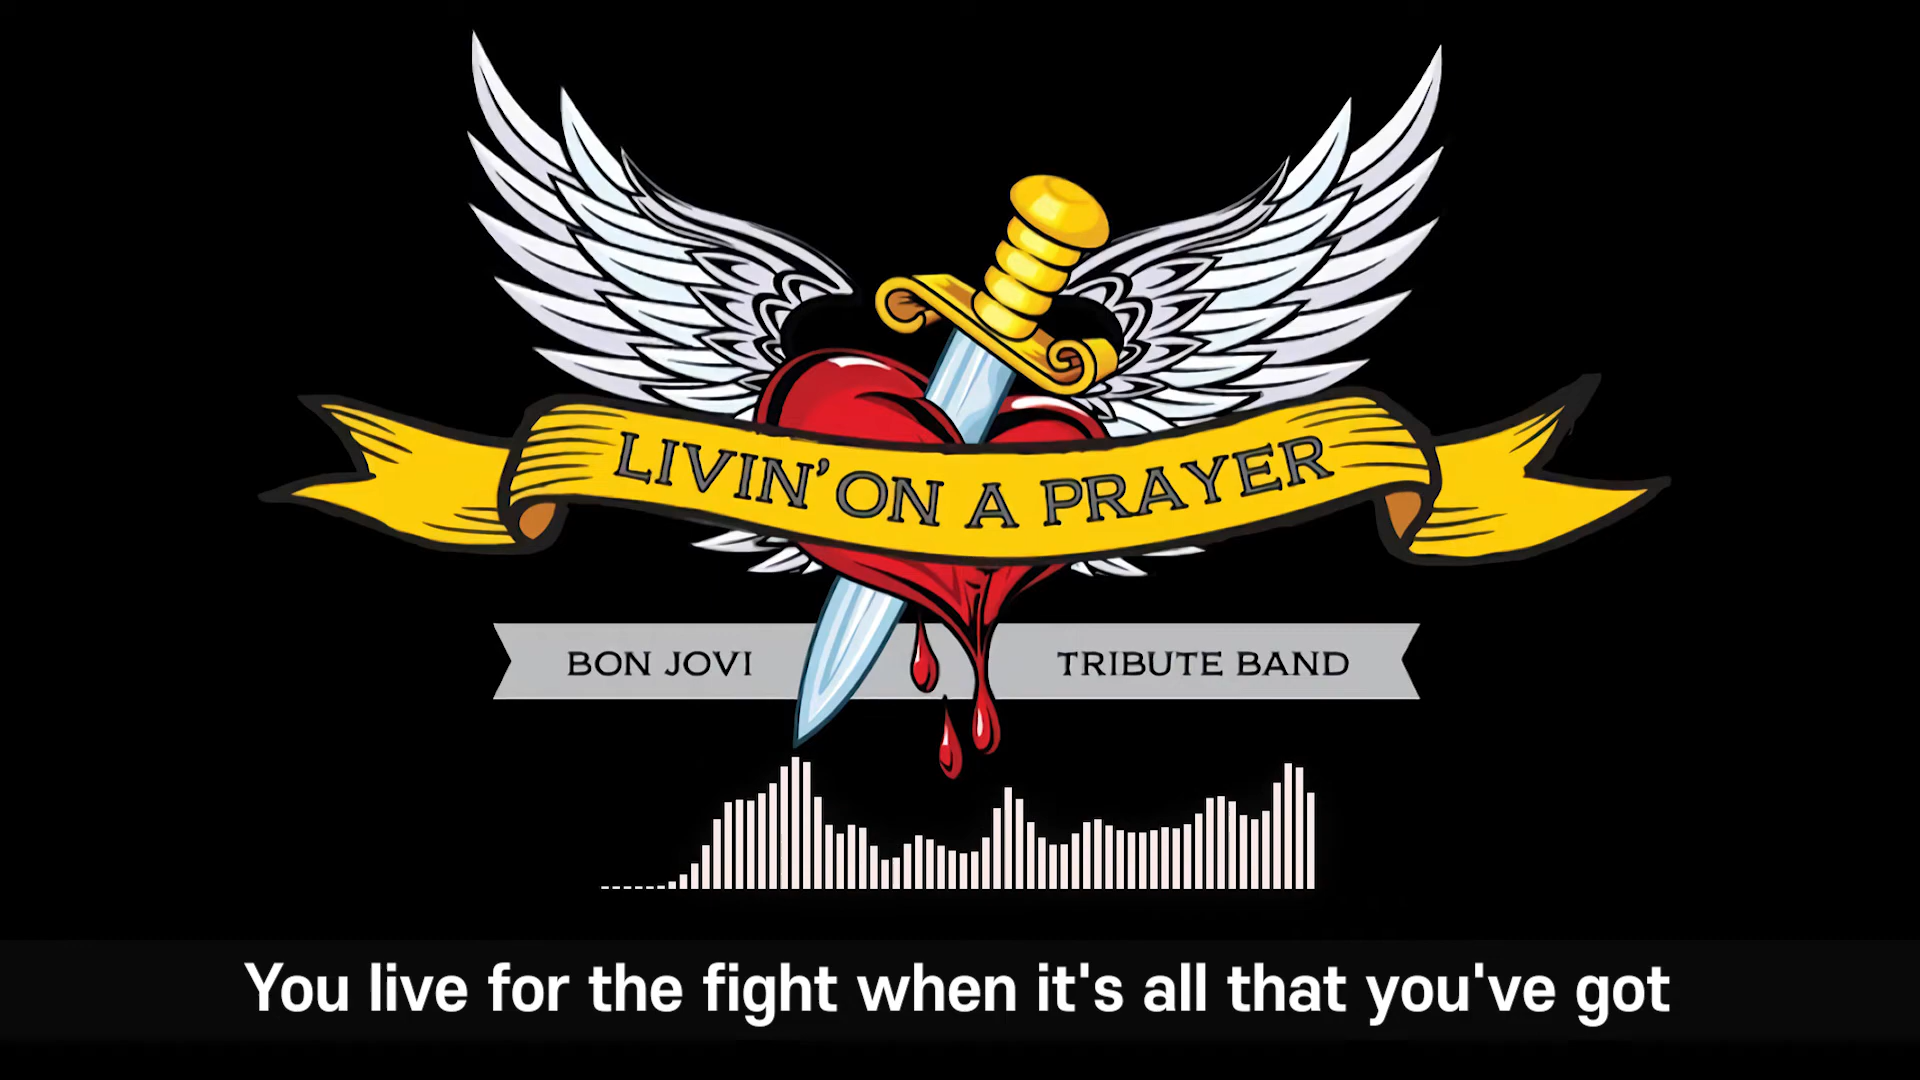 LIVIN' ON A PRAYER
BON JOVI TRIBUTE BAND
You live for the fight when it's all that you've got